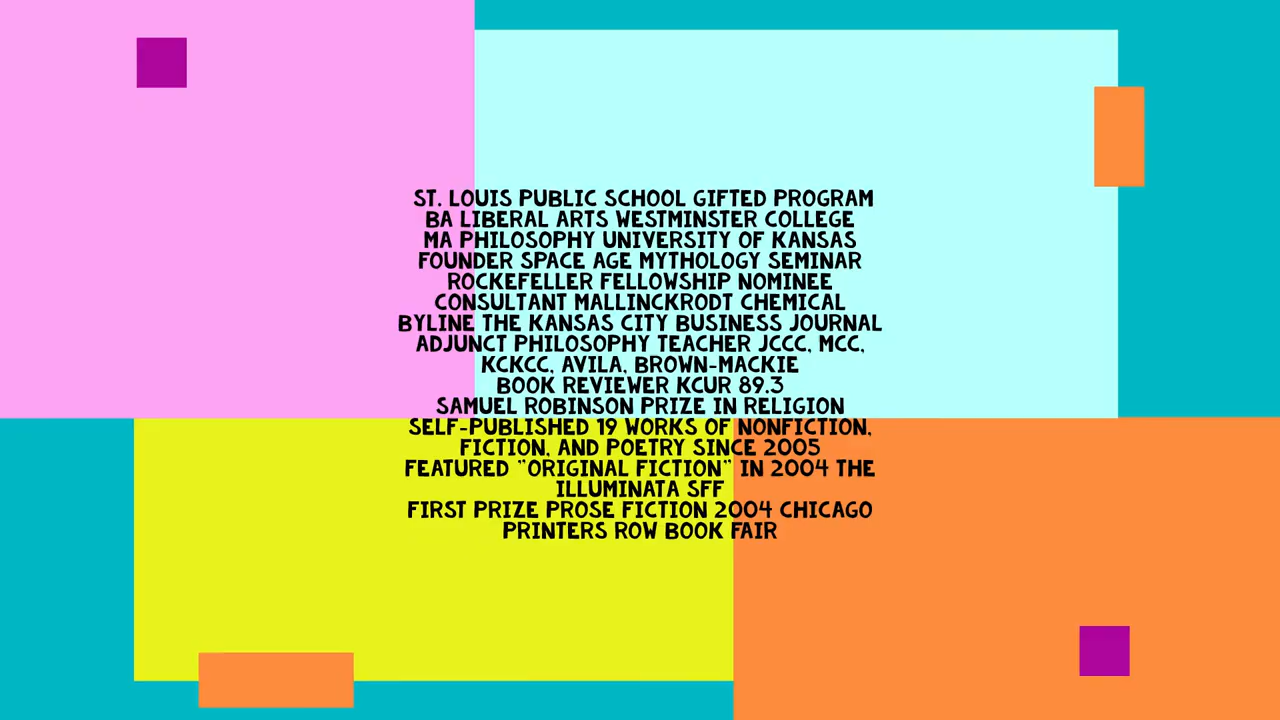 ST. LOUIS PUBLIC SCHOOL GIFTED PROGRAM
BA LIBERAL ARTS WESTMINSTER COLLEGE
MA PHILOSOPHY UNIVERSITY OF KANSAS
FOUNDER SPACE AGE MYTHOLOGY SEMINAR
ROCKEFELLER FELLOWSHIP NOMINEE
CONSULTANT MALLINCKRODT CHEMICAL
BYLINE THE KANSAS CITY BUSINESS JOURNAL
ADJUNCT PHILOSOPHY TEACHER JCCC, MCC,
KCKCC, AVILA, BROWN-MACKIE
BOOK REVIEWER KCUR 89.3
SAMUEL ROBINSON PRIZE IN RELIGION
SELF-PUBLISHED 19 WORKS OF NONFICTION,
FICTION, AND POETRY SINCE 2005
FEATURED "ORIGINAL FICTION" IN 2004 THE
ILLUMINATA SFF
FIRST PRIZE PROSE FICTION 2004 CHICAGO
PRINTERS ROW BOOK FAIR